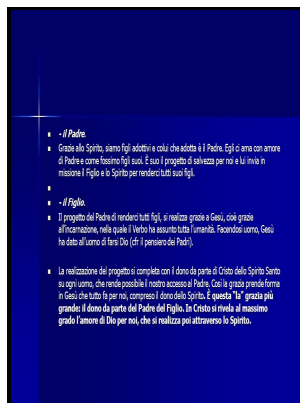 - il Padre.
Grazie allo Spirito, siamo figli adottivi e colui che adotta è il Padre. Egli ci ama con amore
di Padre e come fossimo figli suoi. È suo il progetto di salvezza per noi e lui invia in
missione il Figlio e lo Spirito per renderci tutti suoi figli.
- il Figlio.
Il progetto del Padre di renderci tutti figli, si realizza grazie a Gesù, cioè grazie
all'incarnazione, nella quale il Verbo ha assunto tutta l'umanità. Facendosi uomo, Gesù
ha dato all'uomo di farsi Dio (cfr il pensiero dei Padri).
La realizzazione del progetto si completa con il dono da parte di Cristo dello Spirito Santo
su ogni uomo, che rende possibile il nostro accesso al Padre. Così la grazia prende forma
in Gesù che tutto fa per noi, compreso il dono dello Spirito. È questa "la" grazia più
grande: il dono da parte del Padre del Figlio. In Cristo si rivela al massimo
grado l'amore di Dio per noi, che si realizza poi attraverso lo Spirito.